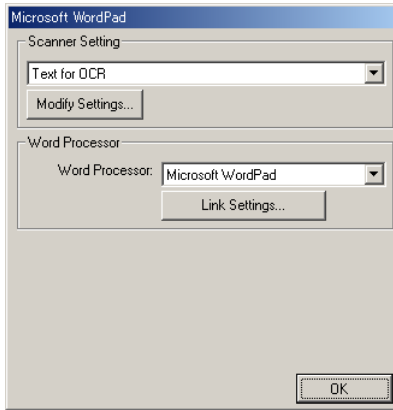 Microsoft WordPad
Scanner Setting
Text for OCR
Modify Settings...
Word Processor
Word Processor: Microsoft WordPad
Link Settings...
OK